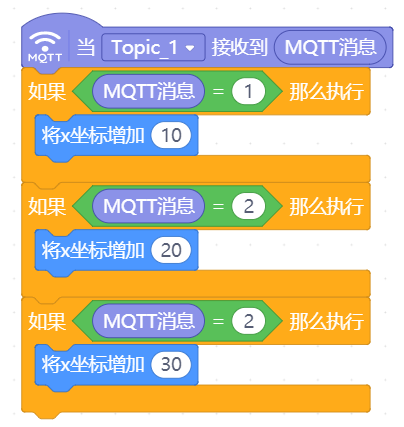 MQTT 当 Topic_1 接收到 MQTT消息
如果 MQTT消息 = 1 那么执行
将x坐标增加 10
如果 MQTT消息 = 2 那么执行
将x坐标增加 20
如果 MQTT消息 = 2 那么执行
将x坐标增加 30